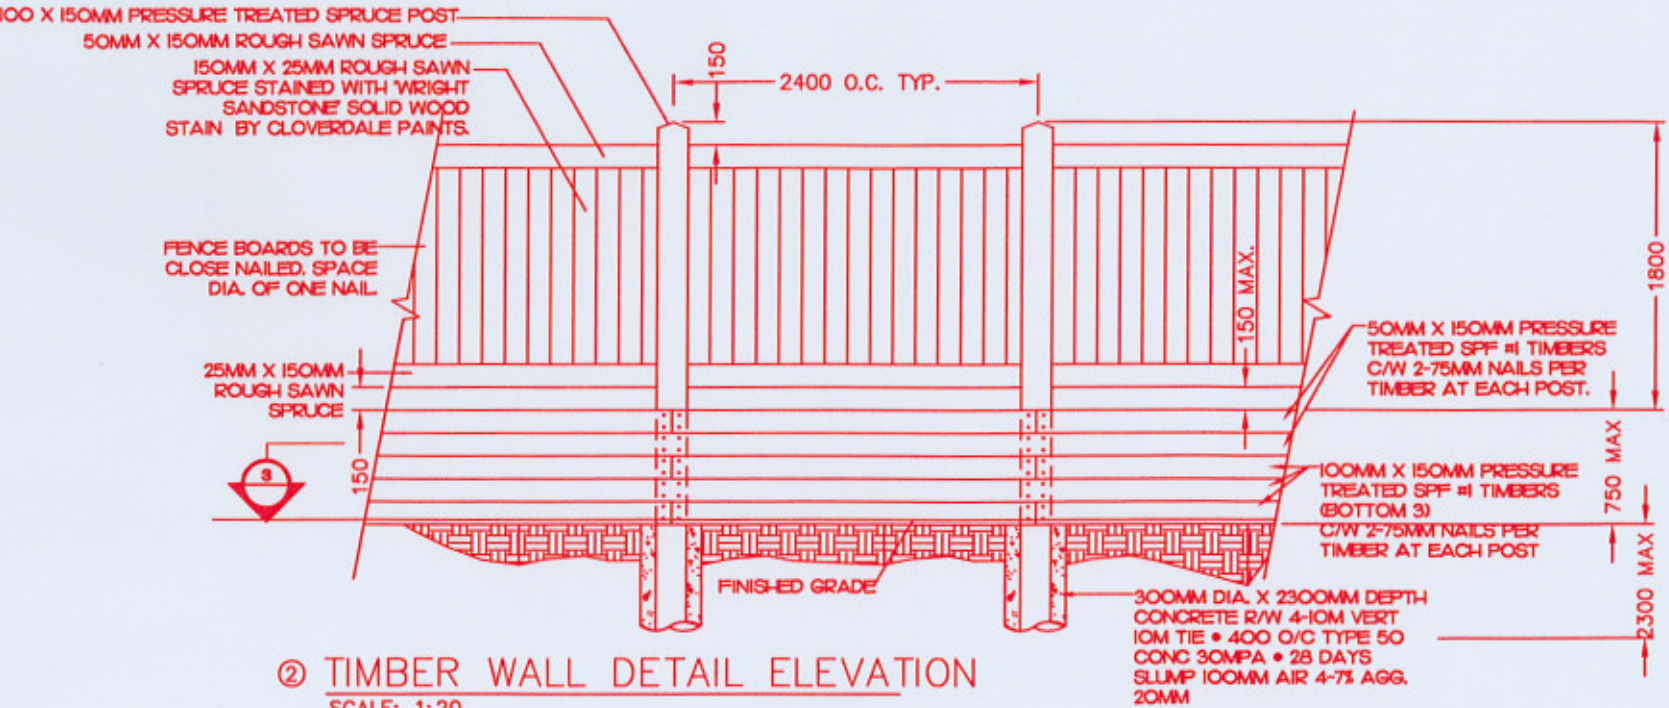 100 X 150MM PRESSURE TREATED SPRUCE POST
50MM X 150MM ROUGH SAWN SPRUCE
150MM X 25MM ROUGH SAWN
SPRUCE STAINED WITH 'WRIGHT
SANDSTONE' SOLID WOOD
STAIN BY CLOVERDALE PAINTS.
150
2400 O.C. TYP.
FENCE BOARDS TO BE
CLOSE NAILED. SPACE
DIA. OF ONE NAIL.
150 MAX.
1800
25MM X 150MM
ROUGH SAWN
SPRUCE
150
3
50MM X 150MM PRESSURE
TREATED SPF #1 TIMBERS
C/W 2-75MM NAILS PER
TIMBER AT EACH POST.
750 MAX
100MM X 150MM PRESSURE
TREATED SPF #1 TIMBERS
(BOTTOM 3)
C/W 2-75MM NAILS PER
TIMBER AT EACH POST
2300 MAX
FINISHED GRADE
300MM DIA. X 2300MM DEPTH
CONCRETE R/W 4-10M VERT
10M TIE • 400 O/C TYPE 50
CONC 30MPA • 28 DAYS
SLUMP 100MM AIR 4-7% AGG.
20MM
② TIMBER WALL DETAIL ELEVATION
SCALE: 1:20